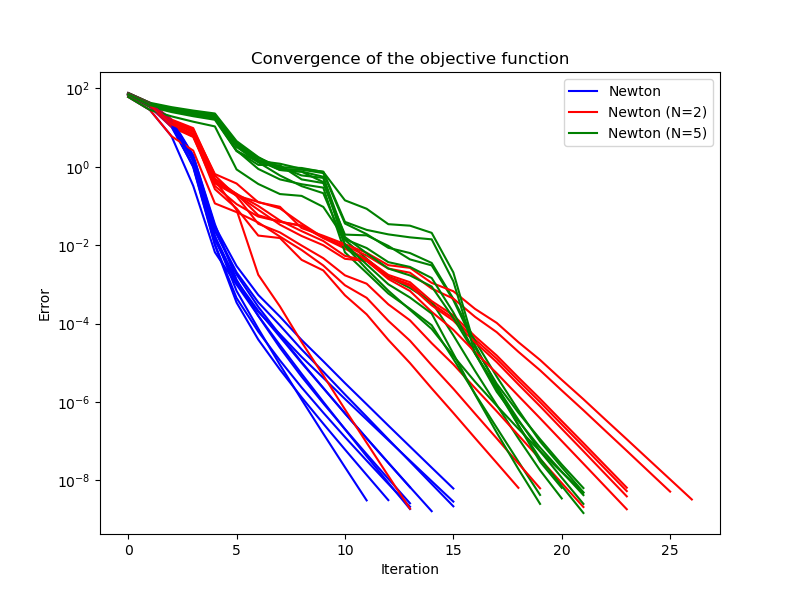 Convergence of the objective function
Newton
Newton (N=2)
Newton (N=5)
Error
10^2
10^0
10^−2
10^−4
10^−6
10^−8
0 5 10 15 20 25
Iteration